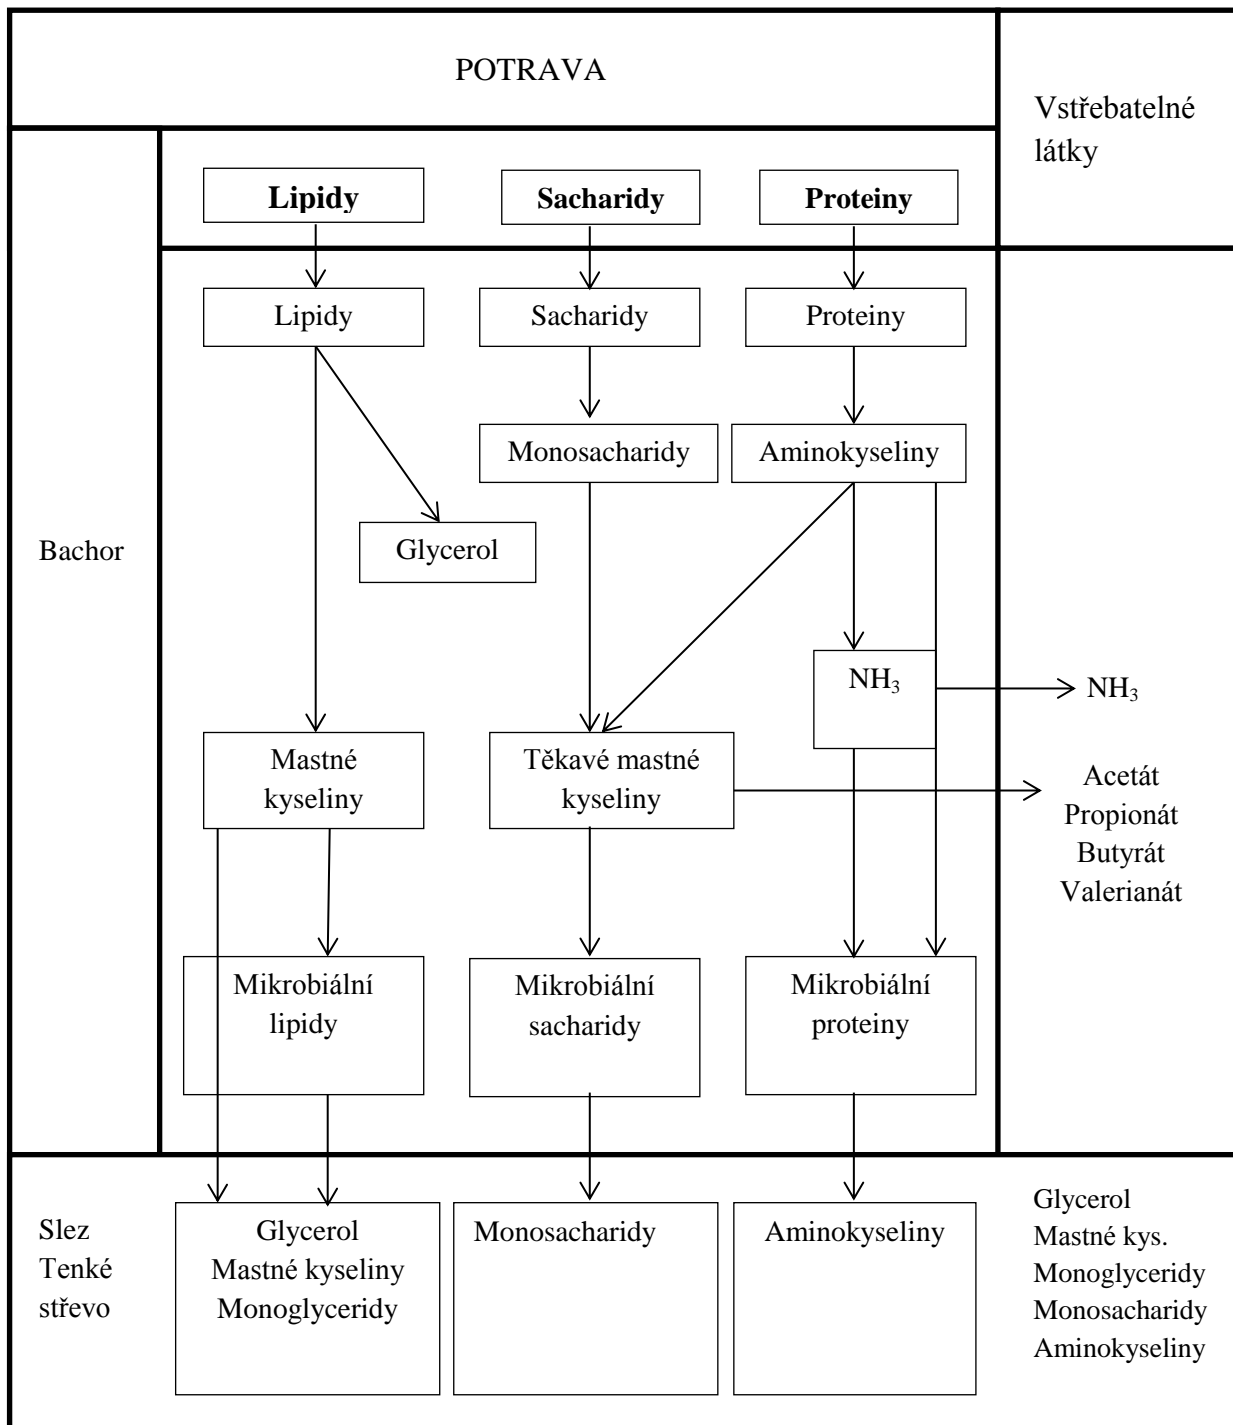 POTRAVA
Vstřebatelné
látky
Lipidy
Sacharidy
Proteiny
Lipidy
Sacharidy
Proteiny
Monosacharidy
Aminokyseliny
Bachor
Glycerol
NH₃
NH₃
Mastné
kyseliny
Těkavé mastné
kyseliny
Acetát
Propionát
Butyrát
Valerianát
Mikrobiální
lipidy
Mikrobiální
sacharidy
Mikrobiální
proteiny
Slez
Tenké
střevo
Glycerol
Mastné kyseliny
Monoglyceridy
Monosacharidy
Aminokyseliny
Glycerol
Mastné kys.
Monoglyceridy
Monosacharidy
Aminokyseliny